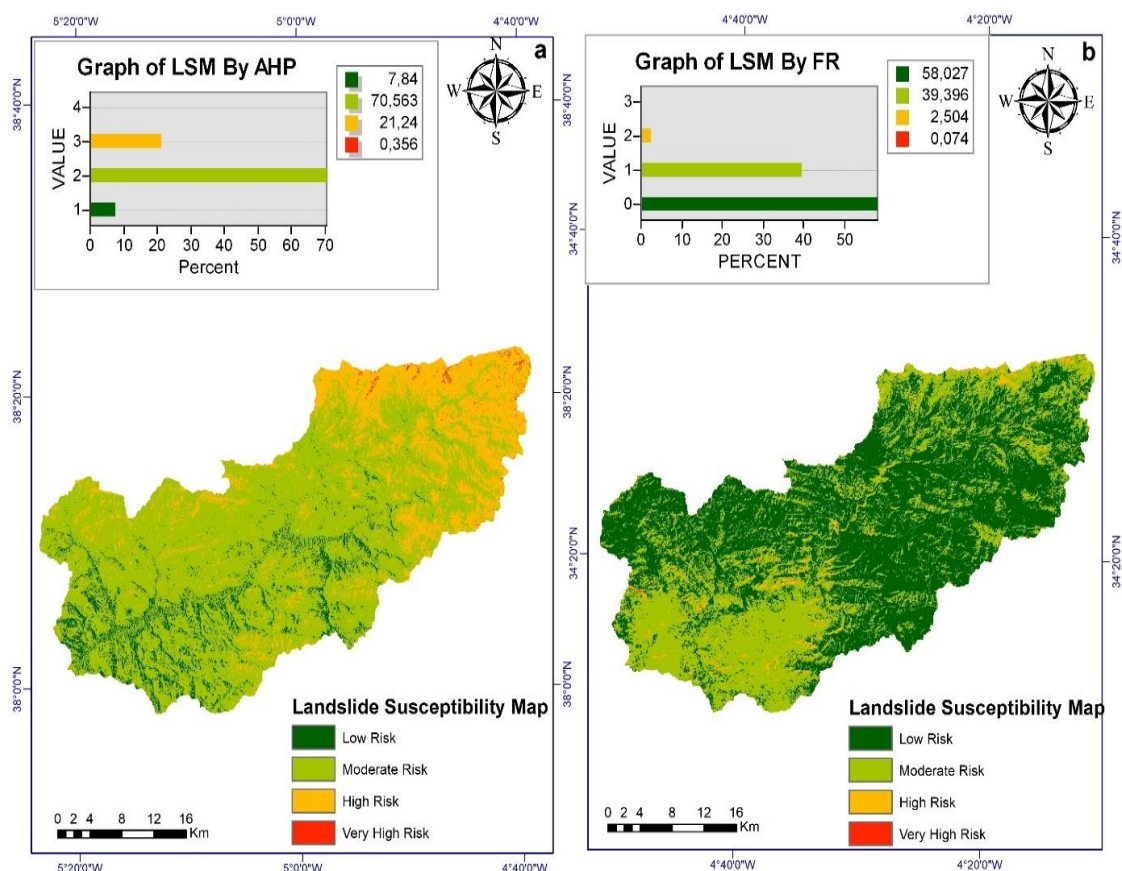 5°20'0"W 5°0'0"W 4°40'0"W
a
N
W E
S
Graph of LSM By AHP
7,84
70,563
21,24
0,356
VALUE
4
3
2
1
0 10 20 30 40 50 60 70
Percent
38°40'0"N
38°20'0"N
38°0'0"N
38°40'0"N
38°20'0"N
38°0'0"N
Landslide Susceptibility Map
Low Risk
Moderate Risk
High Risk
Very High Risk
0 2 4 8 12 16
Km
5°20'0"W 5°0'0"W 4°40'0"W
4°40'0"W 4°20'0"W
b
N
W E
S
Graph of LSM By FR
58,027
39,396
2,504
0,074
VALUE
3
2
1
0
0 10 20 30 40 50
PERCENT
34°40'0"N
34°20'0"N
34°40'0"N
34°20'0"N
Landslide Susceptibility Map
Low Risk
Moderate Risk
High Risk
Very High Risk
0 2 4 8 12 16
Km
4°40'0"W 4°20'0"W